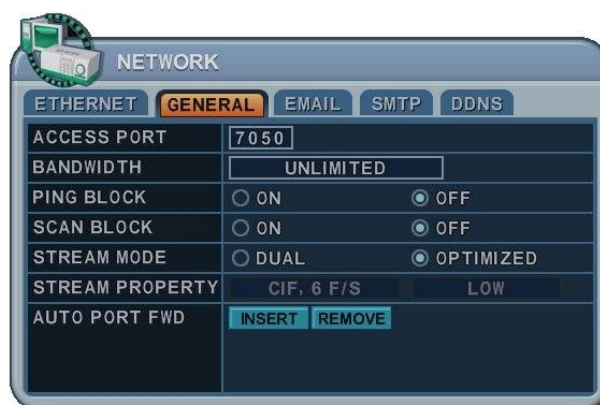 NETWORK
ETHERNET GENERAL EMAIL SMTP DDNS
ACCESS PORT 7050
BANDWIDTH UNLIMITED
PING BLOCK ON OFF
SCAN BLOCK ON OFF
STREAM MODE DUAL OPTIMIZED
STREAM PROPERTY CIF, 6 F/S LOW
AUTO PORT FWD INSERT REMOVE